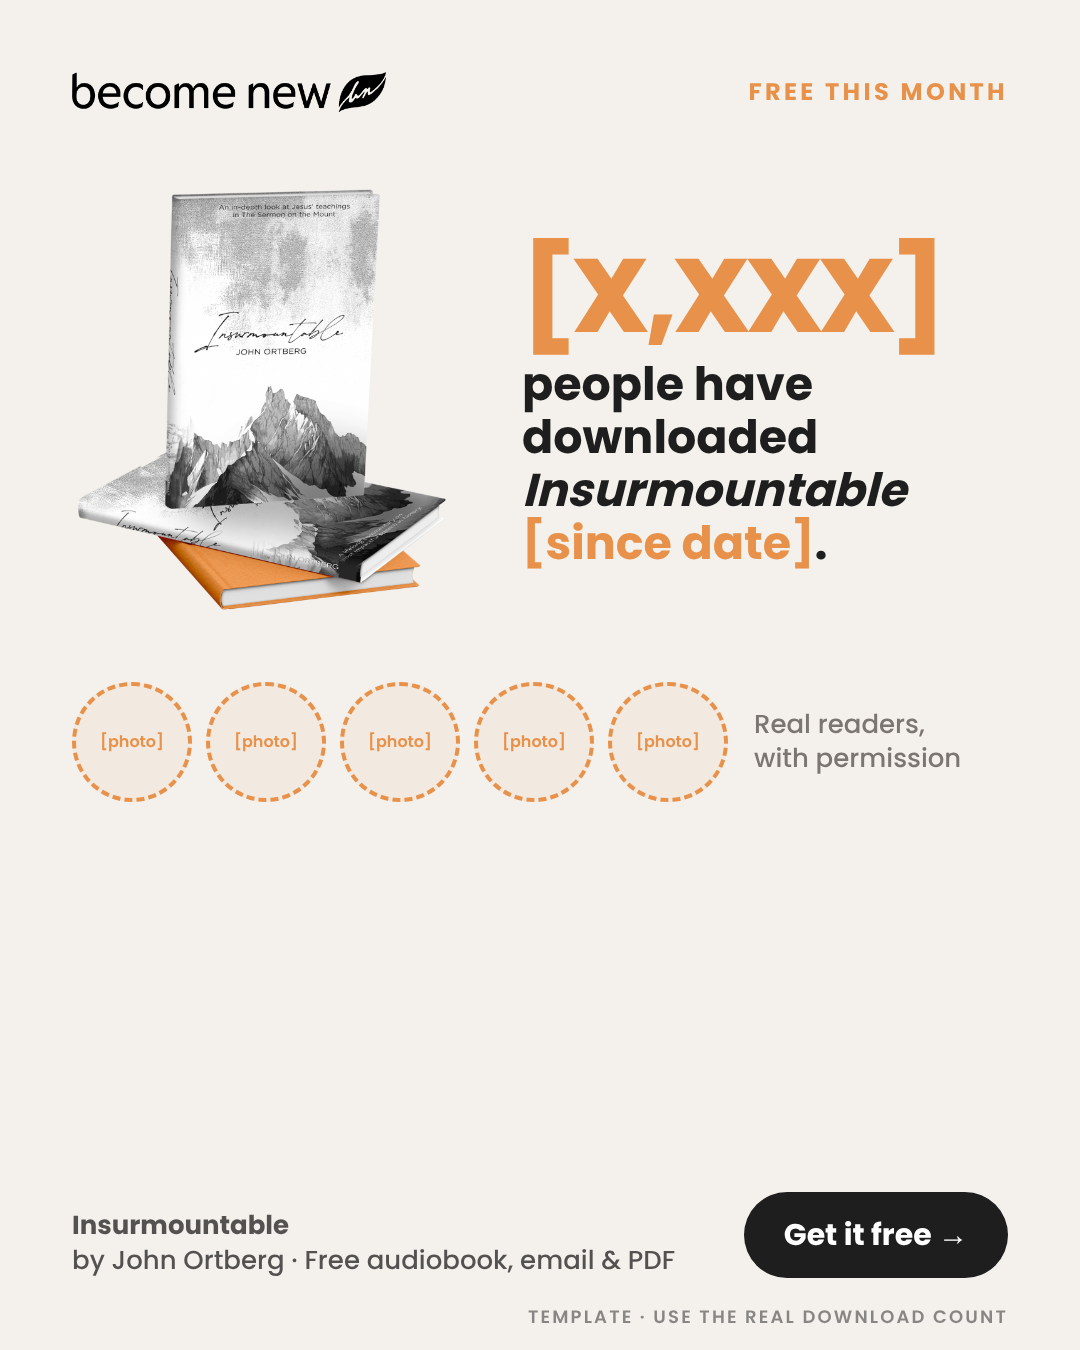 become new
FREE THIS MONTH
An in-depth look at Jesus' teachings
in The Sermon on the Mount
Insurmountable
JOHN ORTBERG
Insurmountable
[x,xxx]
people have
downloaded
Insurmountable
[since date].
[photo] [photo] [photo] [photo] [photo]
Real readers,
with permission
Insurmountable
by John Ortberg · Free audiobook, email & PDF
Get it free →
TEMPLATE · USE THE REAL DOWNLOAD COUNT